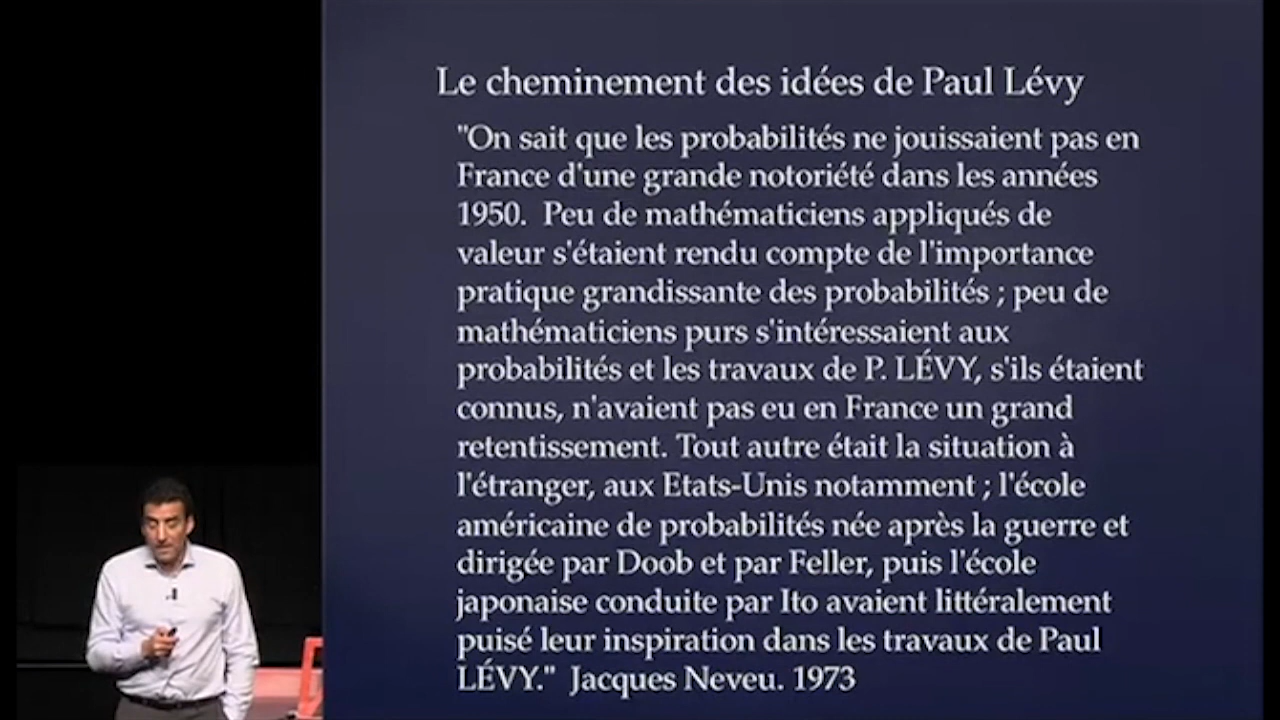 Le cheminement des idées de Paul Lévy
"On sait que les probabilités ne jouissaient pas en
France d'une grande notoriété dans les années
1950.  Peu de mathématiciens appliqués de
valeur s'étaient rendu compte de l'importance
pratique grandissante des probabilités ; peu de
mathématiciens purs s'intéressaient aux
probabilités et les travaux de P. LÉVY, s'ils étaient
connus, n'avaient pas eu en France un grand
retentissement. Tout autre était la situation à
l'étranger, aux Etats-Unis notamment ; l'école
américaine de probabilités née après la guerre et
dirigée par Doob et par Feller, puis l'école
japonaise conduite par Ito avaient littéralement
puisé leur inspiration dans les travaux de Paul
LÉVY."  Jacques Neveu. 1973